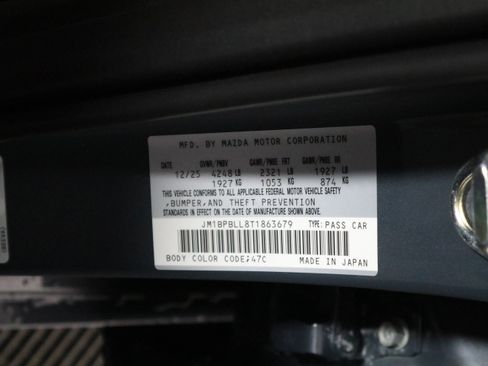 MFD. BY MAZDA MOTOR CORPORATION
DATE GVWR/PNBV GAWR/PNBE FRT GAWR/PNBE RR
12/25 4248 LB 2321 LB 1927 LB
1927 KG 1053 KG 874 KG
THIS VEHICLE CONFORMS TO ALL APPLICABLE FEDERAL MOTOR VEHICLE SAFETY
,BUMPER,AND THEFT PREVENTION
STANDARDS IN EFFECT ON THE DATE OF MANUFACTURE SHOWN ABOVE.
JM1BPBLL8T1863679 TYPE:PASS CAR
BODY COLOR CODE:47C MADE IN JAPAN